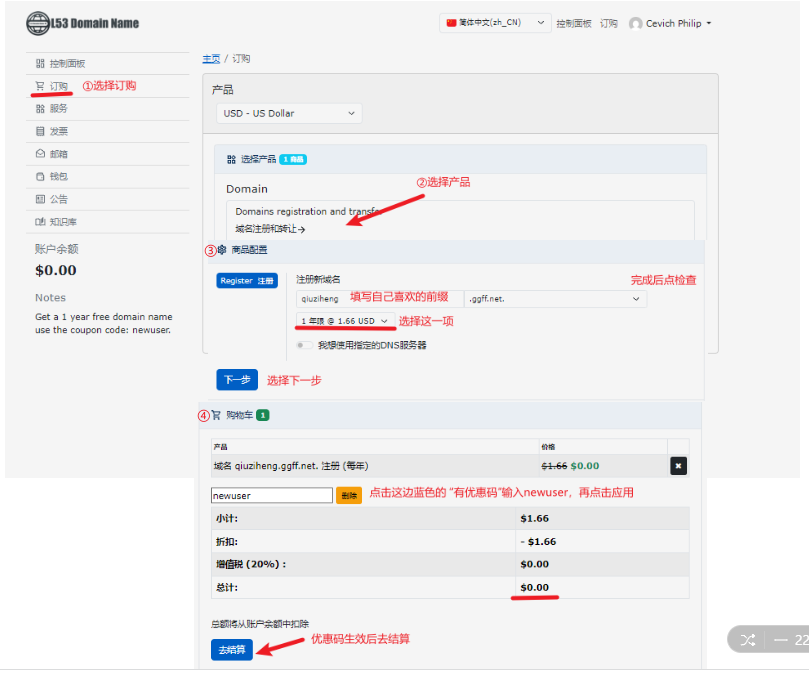 L53 Domain Name
简体中文(zh_CN)
控制面板
订购
Cevich Philip
控制面板
订购
①选择订购
服务
发票
邮箱
钱包
公告
知识库
账户余额
$0.00
Notes
Get a 1 year free domain name
use the coupon code: newuser.
主页 / 订购
产品
USD - US Dollar
选择产品 1 商品
Domain
②选择产品
Domains registration and transfer
域名注册和转让→
③ 商品配置
Register 注册
注册新域名
完成后点检查
qiuziheng 填写自己喜欢的前缀 .ggff.net.
1 年限 @ 1.66 USD 选择这一项
我想使用指定的DNS服务器
下一步 选择下一步
④ 购物车 1
产品 价格
域名 qiuziheng.ggff.net. 注册 (每年) $1.66 $0.00
newuser 删除 点击这边蓝色的 “有优惠码”输入newuser，再点击应用
小计: $1.66
折扣: - $1.66
增值税 (20%) : $0.00
总计: $0.00
总额将从账户余额中扣除
去结算 优惠码生效后去结算
22